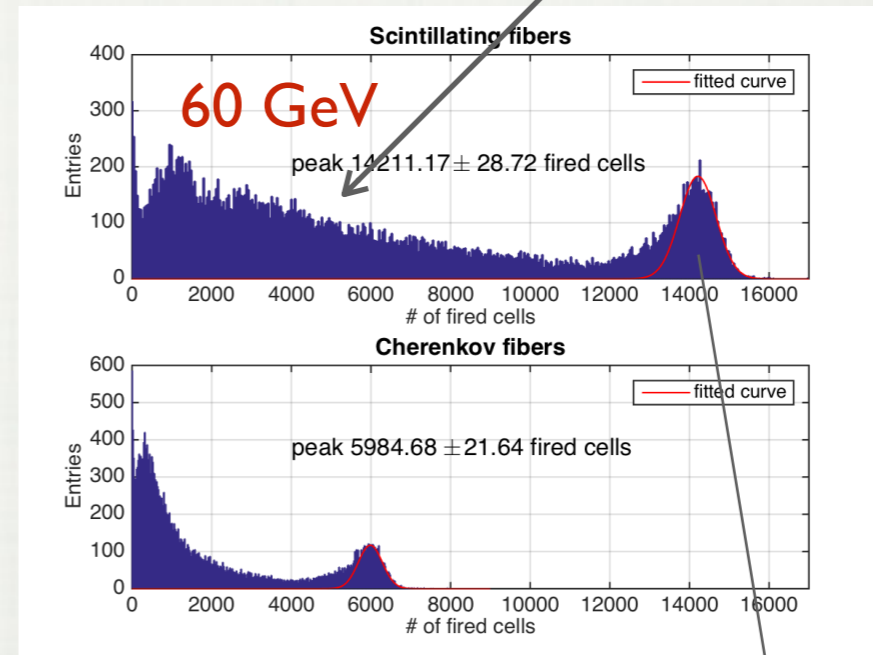 Scintillating fibers
400
300
200
100
0
Entries
60 GeV
fitted curve
peak 14211.17± 28.72 fired cells
0 2000 4000 6000 8000 10000 12000 14000 16000
# of fired cells
Cherenkov fibers
600
500
400
300
200
100
0
Entries
fitted curve
peak 5984.68 ±21.64 fired cells
0 2000 4000 6000 8000 10000 12000 14000 16000
# of fired cells